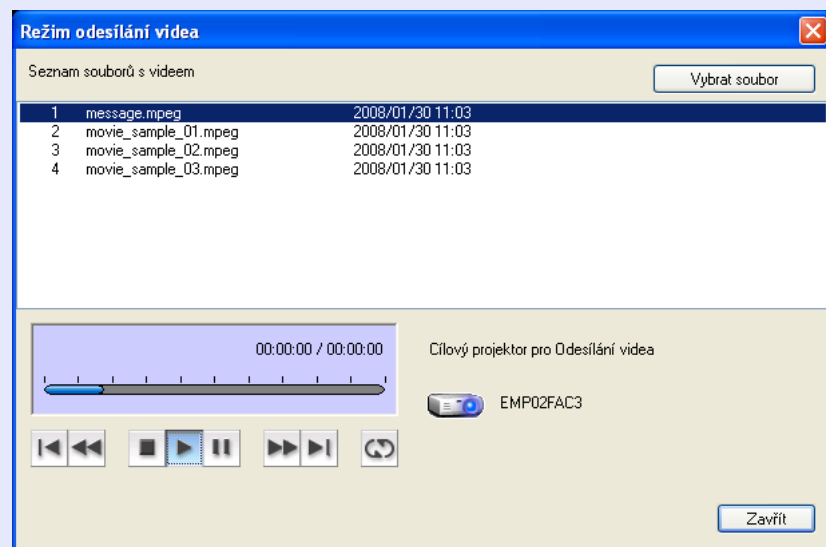 Režim odesílání videa
Seznam souborů s videem
Vybrat soubor
1 message.mpeg 2008/01/30 11:03
2 movie_sample_01.mpeg 2008/01/30 11:03
3 movie_sample_02.mpeg 2008/01/30 11:03
4 movie_sample_03.mpeg 2008/01/30 11:03
00:00:00 / 00:00:00
Cílový projektor pro Odesílání videa
EMP02FAC3
Zavřít